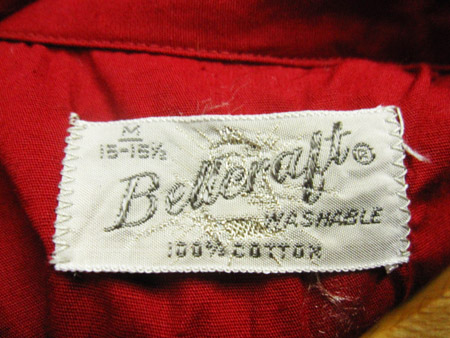 M
15-15½
Bellcraft®
WASHABLE
100% COTTON